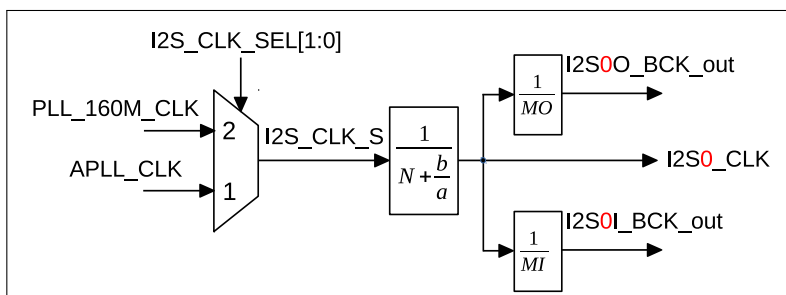 I2S_CLK_SEL[1:0]
PLL_160M_CLK
2
APLL_CLK
1
I2S_CLK_S
1
N + b
a
1
MO
I2S0O_BCK_out
I2S0_CLK
1
MI
I2S0I_BCK_out